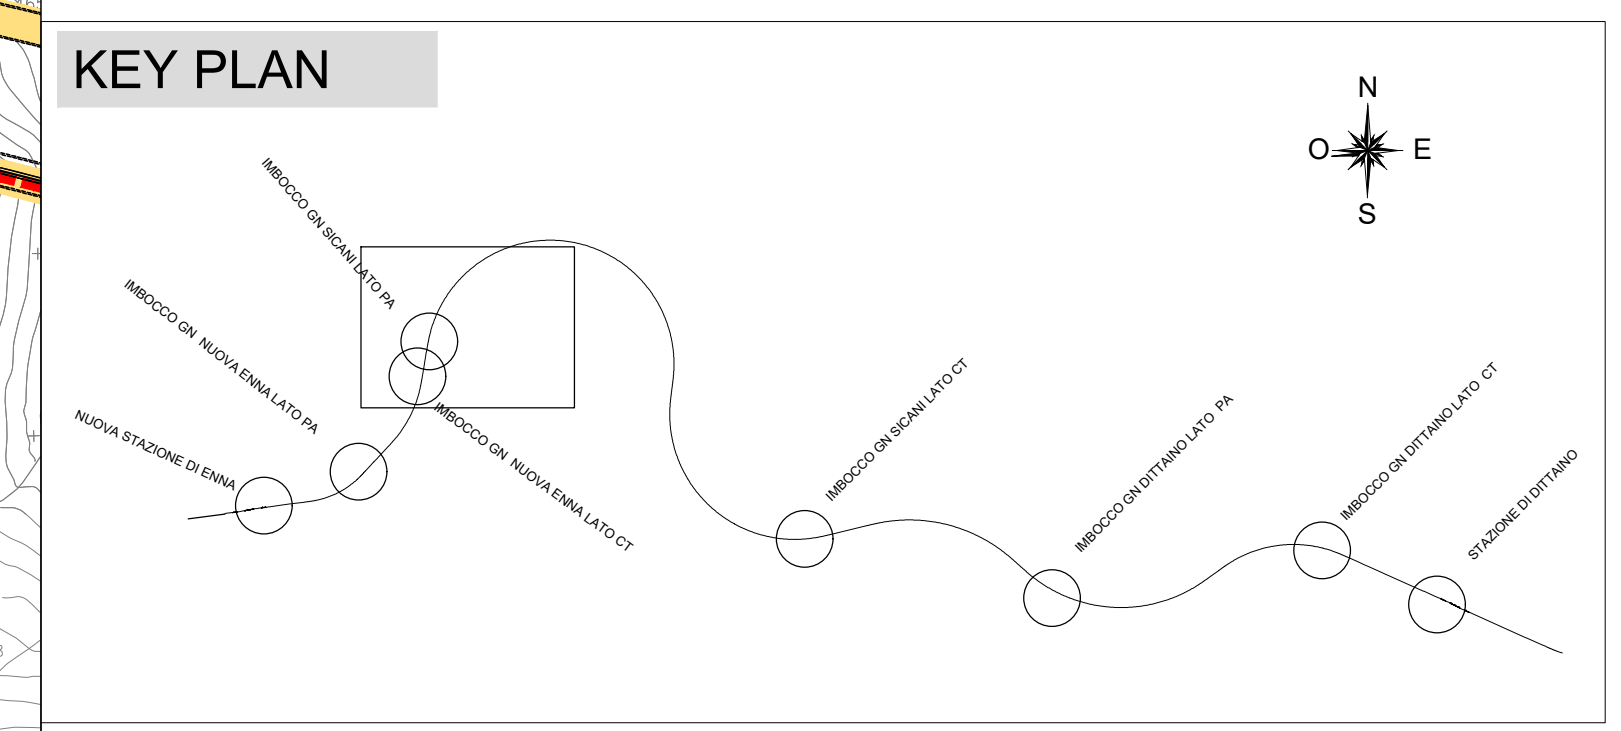 KEY PLAN
N
O
E
S
IMBOCCO GN SICANI LATO PA
IMBOCCO GN NUOVA ENNA LATO PA
NUOVA STAZIONE DI ENNA
IMBOCCO GN NUOVA ENNA LATO CT
IMBOCCO GN SICANI LATO CT
IMBOCCO GN DITTAINO LATO PA
IMBOCCO GN DITTAINO LATO CT
STAZIONE DI DITTAINO